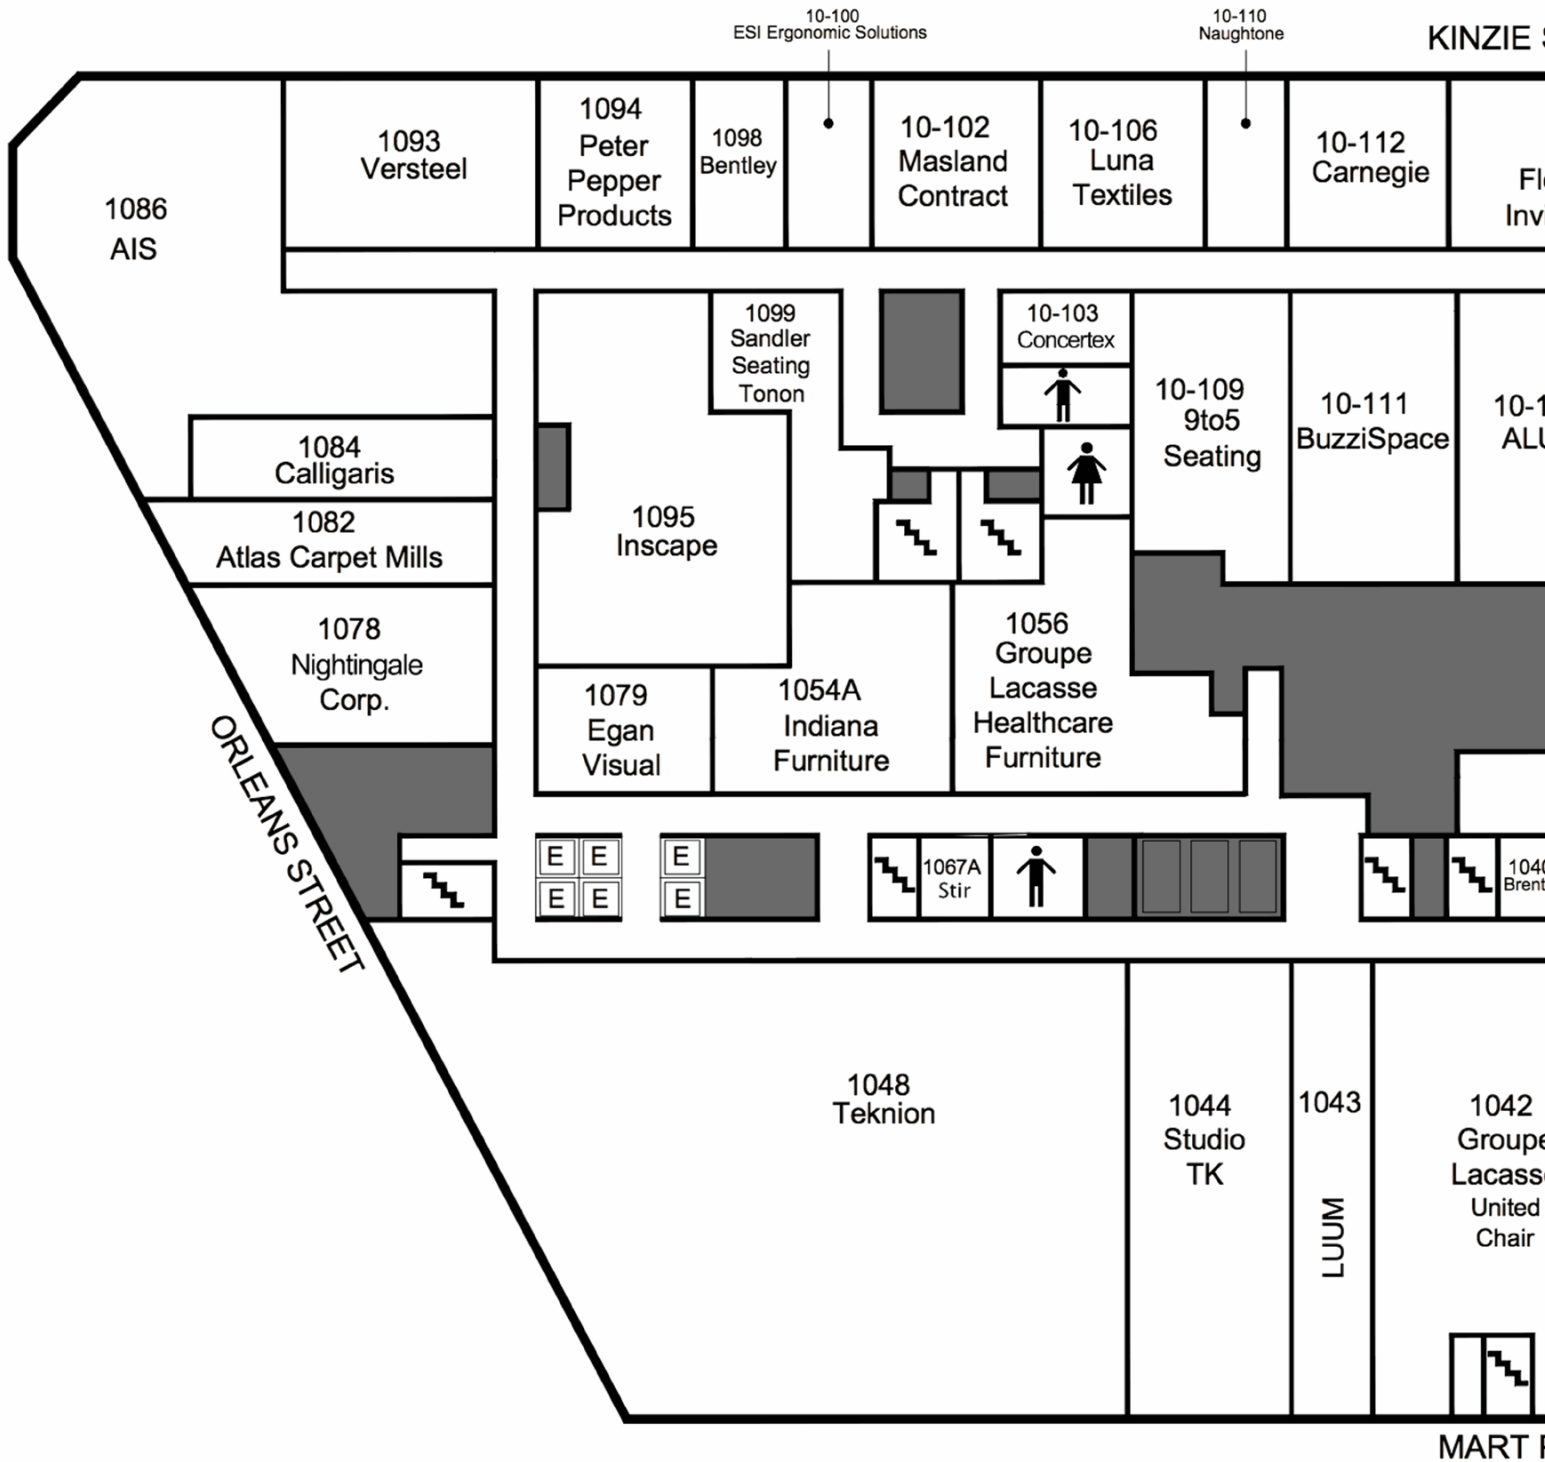 10-100
ESI Ergonomic Solutions
10-110
Naughtone
KINZIE
1086
AIS
1093
Versteel
1094
Peter
Pepper
Products
1098
Bentley
10-102
Masland
Contract
10-106
Luna
Textiles
10-112
Carnegie
1099
Sandler
Seating
Tonon
10-103
Concertex
10-109
9to5
Seating
10-111
BuzziSpace
1084
Calligaris
1082
Atlas Carpet Mills
1095
Inscape
1078
Nightingale
Corp.
1079
Egan
Visual
1054A
Indiana
Furniture
1056
Groupe
Lacasse
Healthcare
Furniture
ORLEANS STREET
E E
E E
E
E
1067A
Stir
1048
Teknion
1044
Studio
TK
1043
LUUM
1042
Groupe
Lacasse
United
Chair
MART